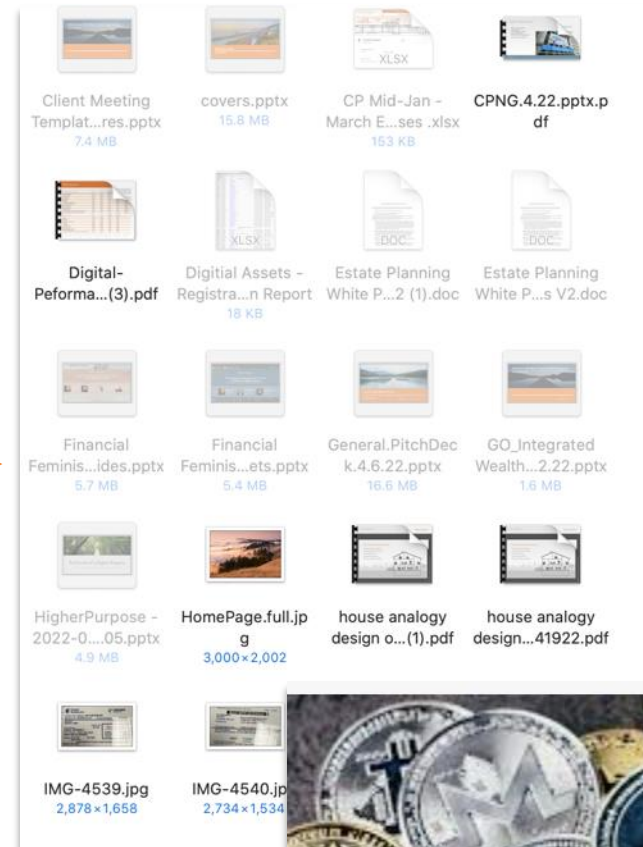 Client Meeting
Templat...res.pptx
7.4 MB
covers.pptx
15.8 MB
XLSX
CP Mid-Jan -
March E...ses .xlsx
153 KB
CPNG.4.22.pptx.p
df
Digital-
Peforma...(3).pdf
XLSX
Digitial Assets -
Registra...n Report
18 KB
DOC
Estate Planning
White P...2 (1).doc
DOC
Estate Planning
White P...s V2.doc
Financial
Feminis...ides.pptx
5.7 MB
Financial
Feminis...ets.pptx
5.4 MB
General.PitchDec
k.4.6.22.pptx
16.6 MB
GO_Integrated
Wealth...2.22.pptx
1.6 MB
HigherPurpose -
2022-0....05.pptx
4.9 MB
HomePage.full.jp
g
3,000×2,002
house analogy
design o...(1).pdf
house analogy
design...41922.pdf
IMG-4539.jpg
2,878×1,658
IMG-4540.jp
2,734×1,534